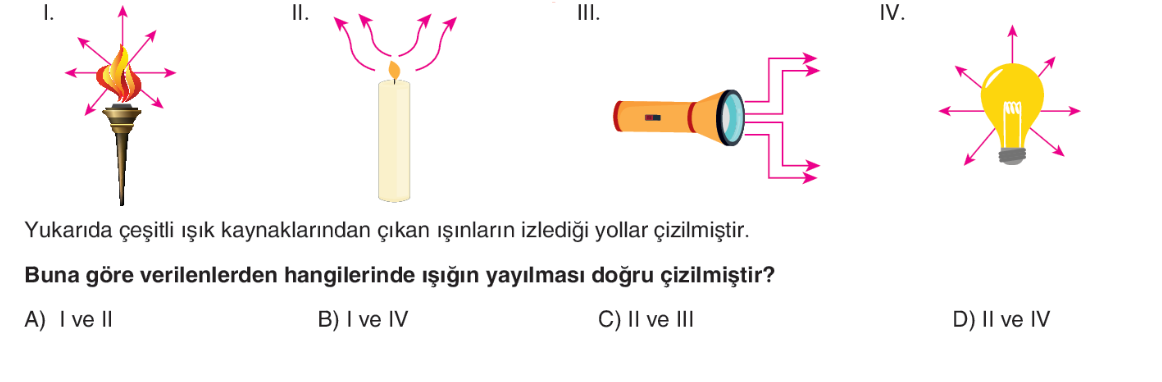 I. II. III. IV.
Yukarıda çeşitli ışık kaynaklarından çıkan ışınların izlediği yollar çizilmiştir.
Buna göre verilenlerden hangilerinde ışığın yayılması doğru çizilmiştir?
A) I ve II B) I ve IV C) II ve III D) II ve IV